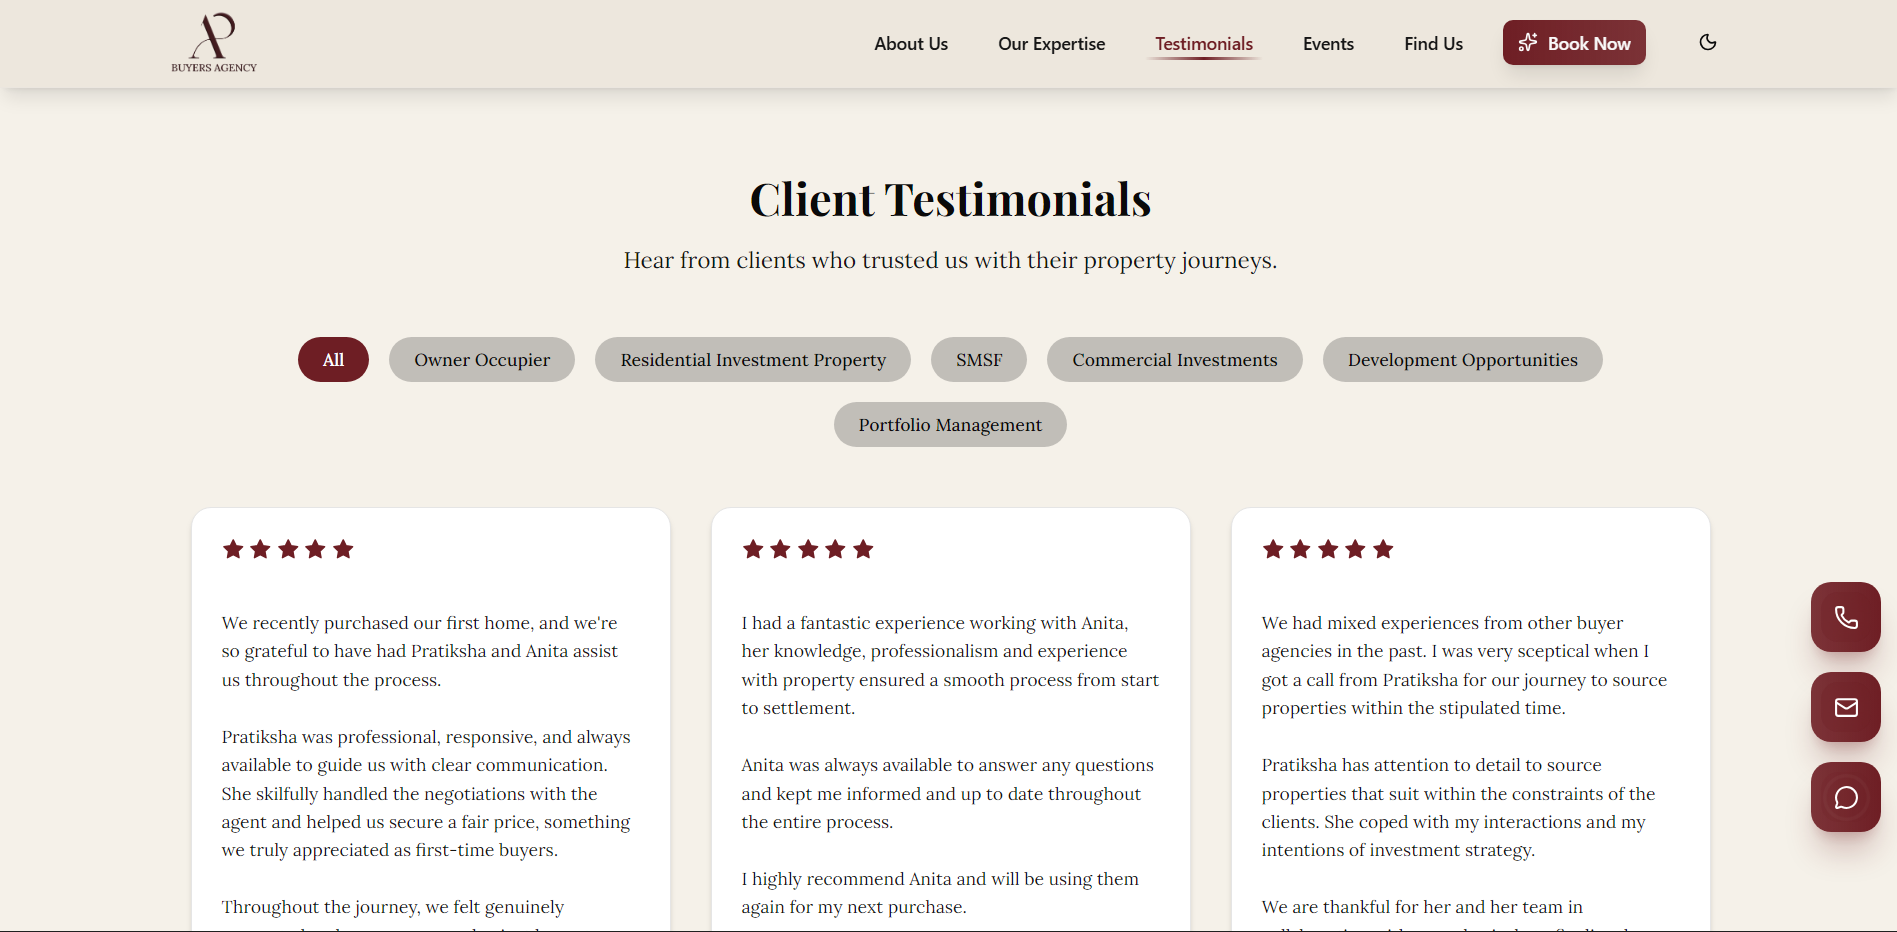 AP
BUYERS AGENCY
About Us
Our Expertise
Testimonials
Events
Find Us
Book Now
Client Testimonials
Hear from clients who trusted us with their property journeys.
All
Owner Occupier
Residential Investment Property
SMSF
Commercial Investments
Development Opportunities
Portfolio Management
We recently purchased our first home, and we're
so grateful to have had Pratiksha and Anita assist
us throughout the process.
Pratiksha was professional, responsive, and always
available to guide us with clear communication.
She skilfully handled the negotiations with the
agent and helped us secure a fair price, something
we truly appreciated as first-time buyers.
Throughout the journey, we felt genuinely
I had a fantastic experience working with Anita,
her knowledge, professionalism and experience
with property ensured a smooth process from start
to settlement.
Anita was always available to answer any questions
and kept me informed and up to date throughout
the entire process.
I highly recommend Anita and will be using them
again for my next purchase.
We had mixed experiences from other buyer
agencies in the past. I was very sceptical when I
got a call from Pratiksha for our journey to source
properties within the stipulated time.
Pratiksha has attention to detail to source
properties that suit within the constraints of the
clients. She coped with my interactions and my
intentions of investment strategy.
We are thankful for her and her team in